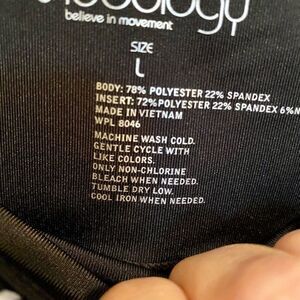 believe in movement
SIZE
L
BODY: 78% POLYESTER 22% SPANDEX
INSERT: 72% POLYESTER 22% SPANDEX 6%
MADE IN VIETNAM
WPL 8046
MACHINE WASH COLD.
GENTLE CYCLE WITH
LIKE COLORS.
ONLY NON-CHLORINE
BLEACH WHEN NEEDED.
TUMBLE DRY LOW.
COOL IRON WHEN NEEDED.